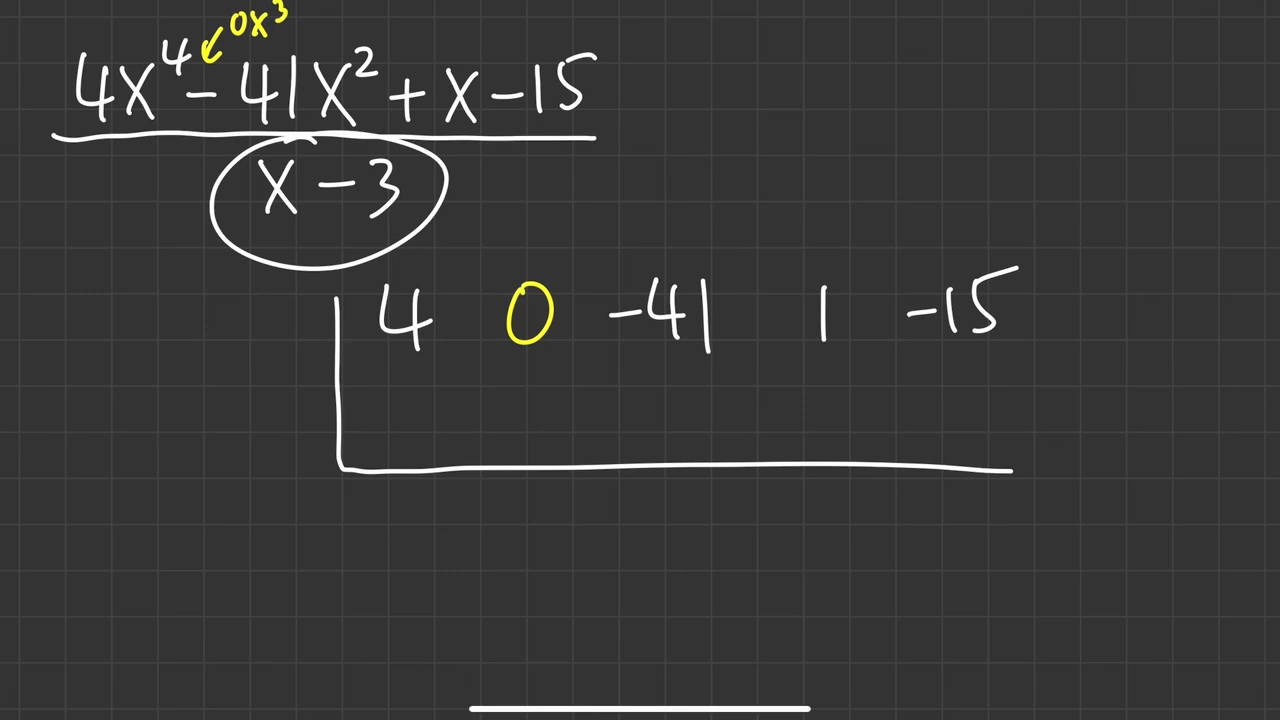 0x³
4x⁴ - 41x² + x - 15
x - 3
4 0 -41 1 -15